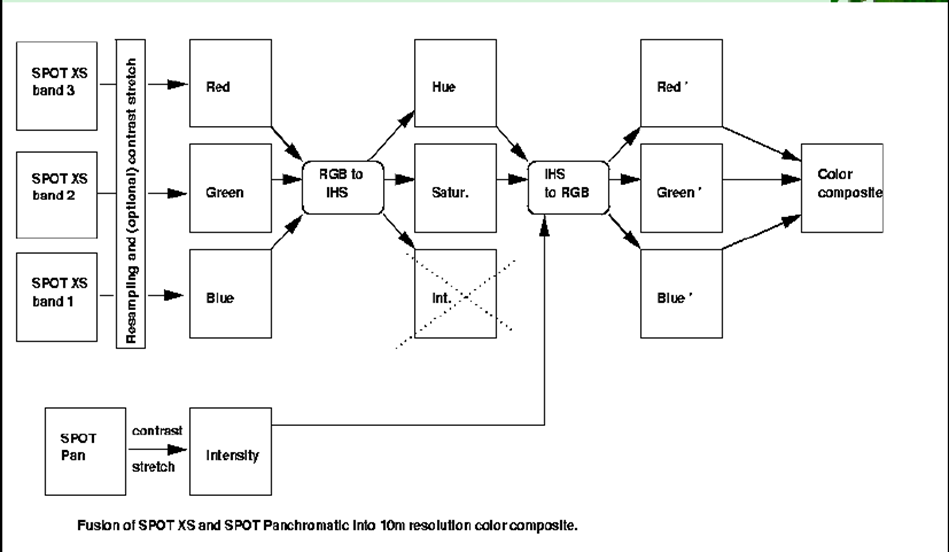 SPOT XS
band 3
SPOT XS
band 2
SPOT XS
band 1
Resampling and (optional) contrast stretch
Red
Green
Blue
RGB to
IHS
Hue
Satur.
Int.
IHS
to RGB
Red '
Green '
Blue '
Color
composite
SPOT
Pan
contrast
stretch
Intensity
Fusion of SPOT XS and SPOT Panchromatic into 10m resolution color composite.